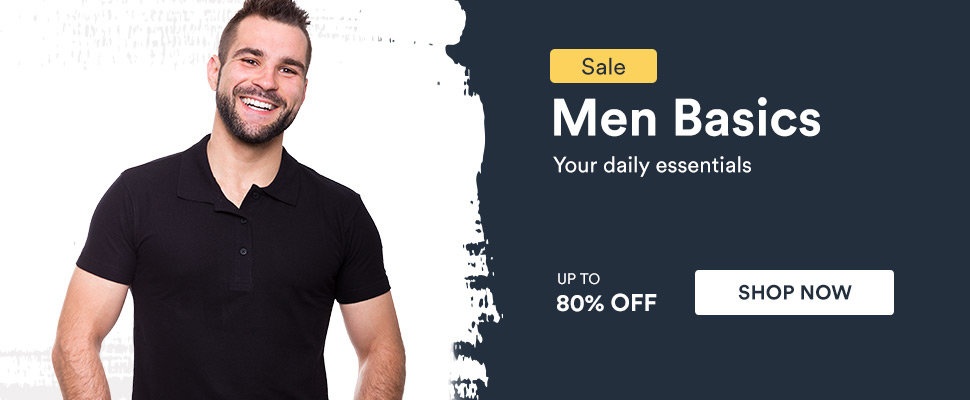 Sale
Men Basics
Your daily essentials
UP TO
80% OFF
SHOP NOW